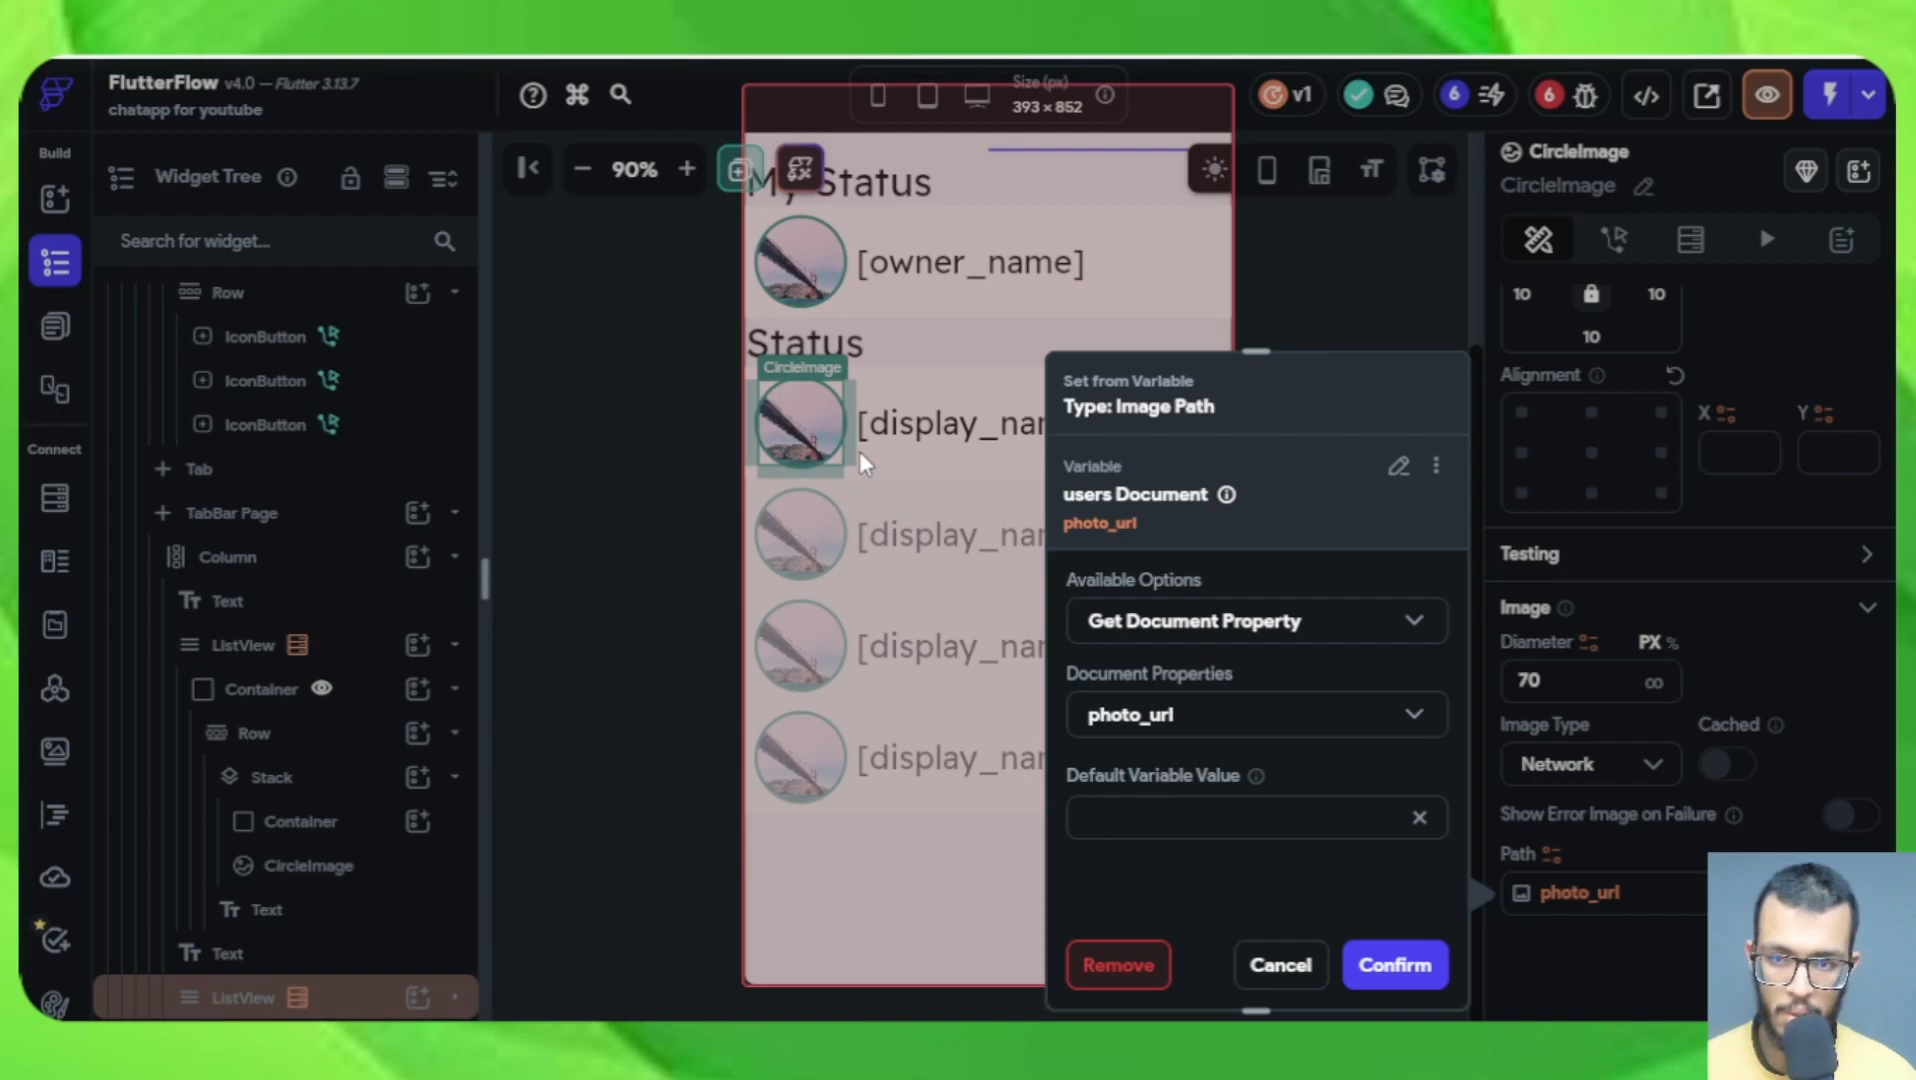 FlutterFlow v4.0 — Flutter 3.13.7
chatapp for youtube
Size (px)
393 × 852
v1
6
6
Build
Connect
Widget Tree
Search for widget...
Row
IconButton
IconButton
IconButton
Tab
TabBar Page
Column
Text
ListView
Container
Row
Stack
Container
CircleImage
Text
Text
ListView
90%
My Status
[owner_name]
Status
CircleImage
[display_nar
[display_nar
[display_nar
[display_nar
Set from Variable
Type: Image Path
Variable
users Document
photo_url
Available Options
Get Document Property
Document Properties
photo_url
Default Variable Value
Remove
Cancel
Confirm
CircleImage
CircleImage
10
10
10
Alignment
X
Y
Testing
Image
Diameter
PX %
70
Image Type
Cached
Network
Show Error Image on Failure
Path
photo_url